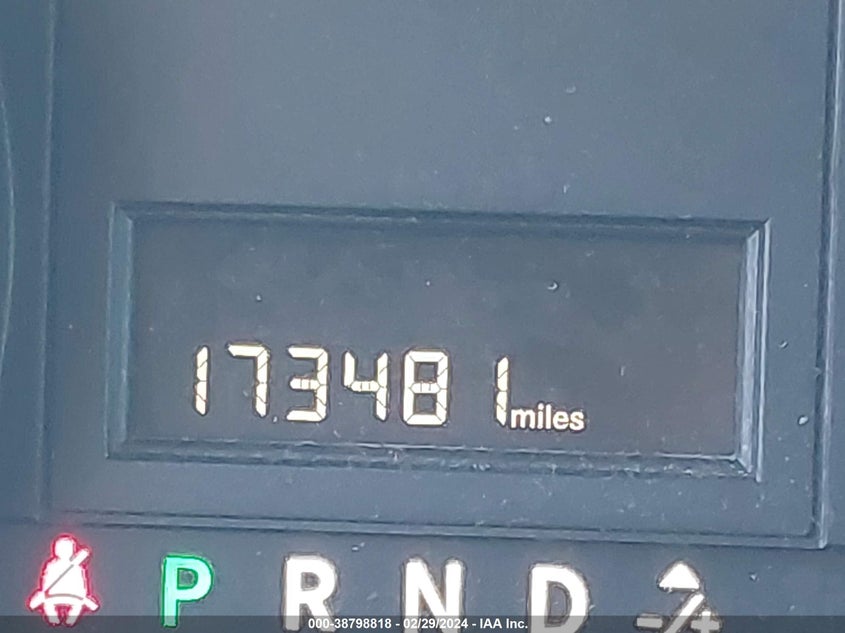 173481 miles
P R N D
000-38798818 - 02/29/2024 - IAA Inc.